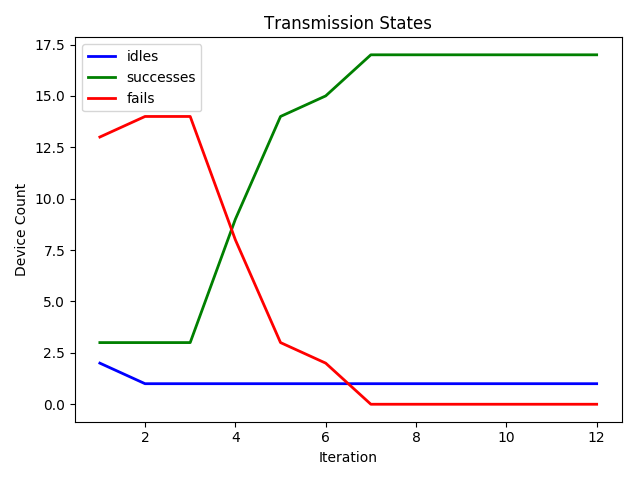 Transmission States
idles
successes
fails
Device Count
17.5
15.0
12.5
10.0
7.5
5.0
2.5
0.0
2 4 6 8 10 12
Iteration